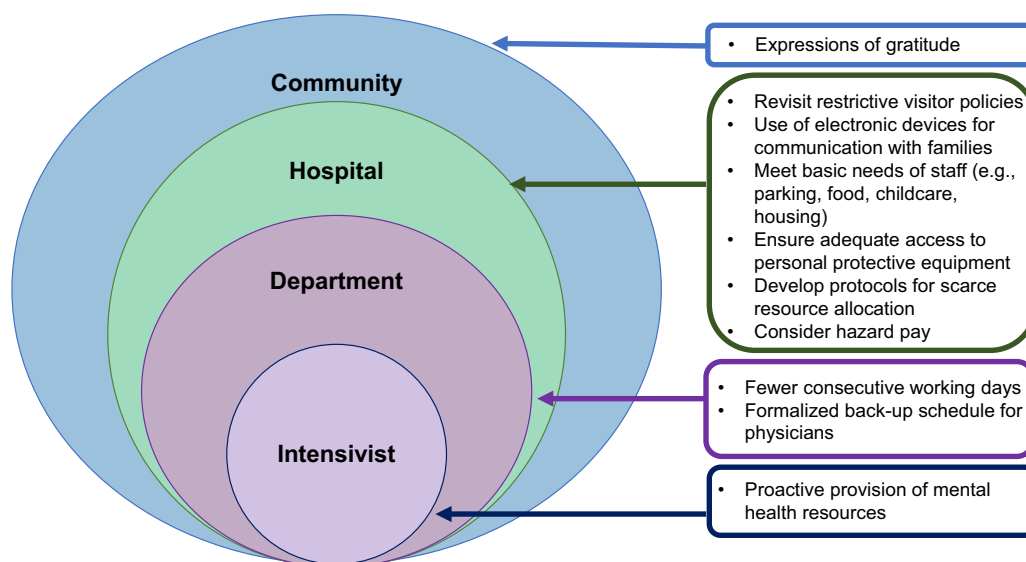 Community
Hospital
Department
Intensivist
• Expressions of gratitude
• Revisit restrictive visitor policies
• Use of electronic devices for
communication with families
• Meet basic needs of staff (e.g.,
parking, food, childcare,
housing)
• Ensure adequate access to
personal protective equipment
• Develop protocols for scarce
resource allocation
• Consider hazard pay
• Fewer consecutive working days
• Formalized back-up schedule for
physicians
• Proactive provision of mental
health resources